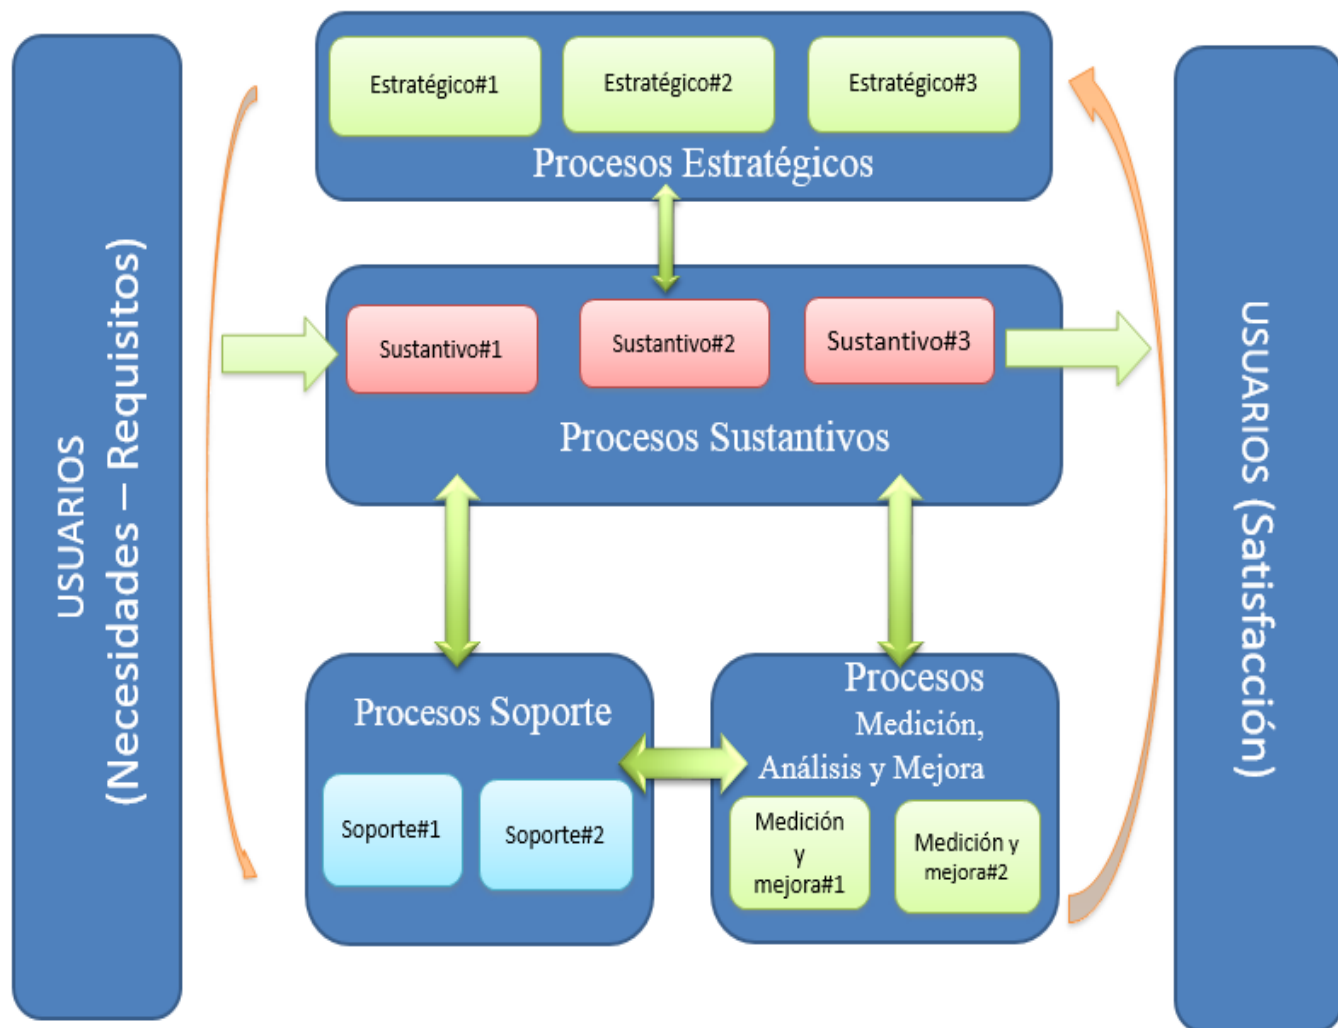 USUARIOS
(Necesidades – Requisitos)
Estratégico#1
Estratégico#2
Estratégico#3
Procesos Estratégicos
Sustantivo#1
Sustantivo#2
Sustantivo#3
Procesos Sustantivos
Procesos Soporte
Soporte#1
Soporte#2
Procesos
Medición,
Análisis y Mejora
Medición
y
mejora#1
Medición y
mejora#2
USUARIOS (Satisfacción)